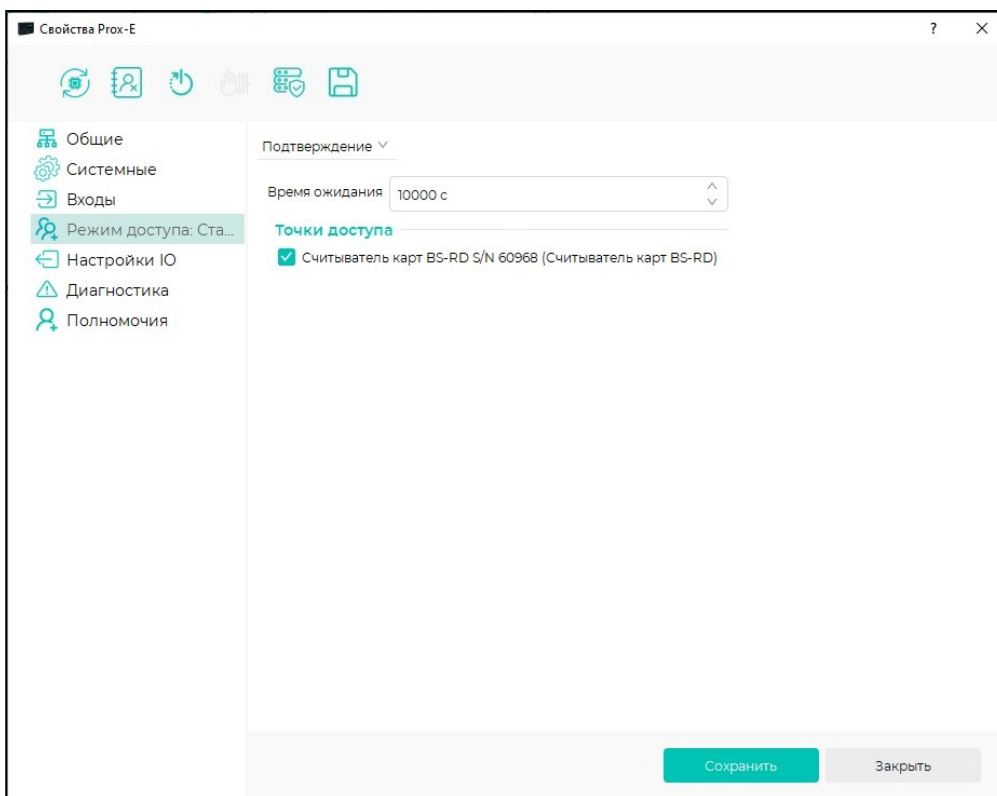 Свойства Prox-E
?
Общие
Системные
Входы
Режим доступа: Ста...
Настройки IO
Диагностика
Полномочия
Подтверждение
Время ожидания 10000 с
Точки доступа
Считыватель карт BS-RD S/N 60968 (Считыватель карт BS-RD)
Сохранить
Закрыть